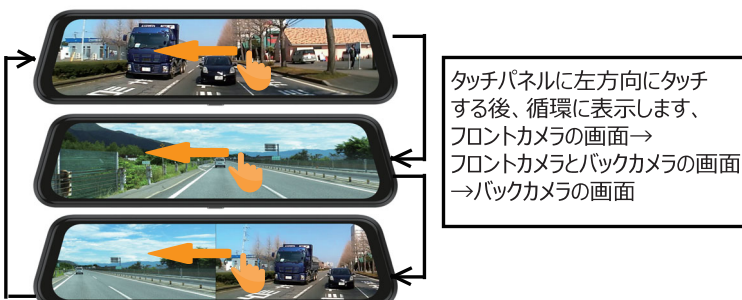 タッチパネルに左方向にタッチ
する後、循環に表示します、
フロントカメラの画面→
フロントカメラとバックカメラの画面
→バックカメラの画面